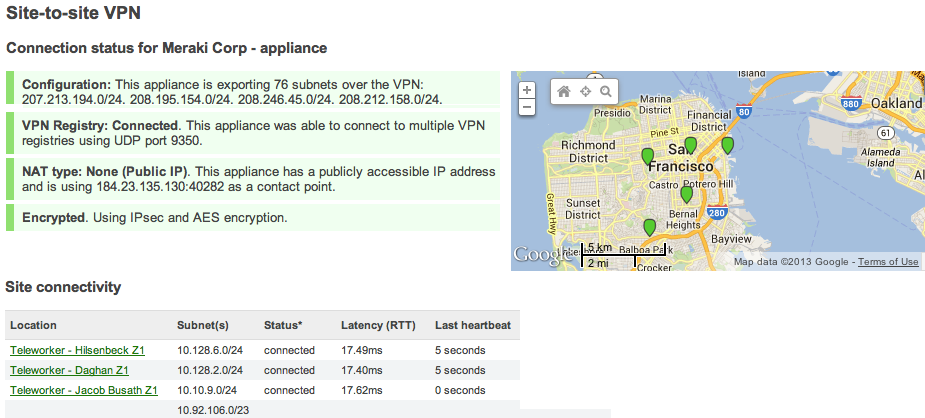 Site-to-site VPN
Connection status for Meraki Corp - appliance
Configuration: This appliance is exporting 76 subnets over the VPN:
207.213.194.0/24. 208.195.154.0/24. 208.246.45.0/24. 208.212.158.0/24.
VPN Registry: Connected. This appliance was able to connect to multiple VPN
registries using UDP port 9350.
NAT type: None (Public IP). This appliance has a publicly accessible IP address
and is using 184.23.135.130:40282 as a contact point.
Encrypted. Using IPsec and AES encryption.
Island
Marina
District
Presidio
80
880
Oakland
Financial
District
Pine St
61
Richmond
District
San
Francisco
Alameda
Island
Castro
Potrero Hill
Sunset
District
Great Hwy
280
Bernal
Heights
Bayview
Google
5 km
2 mi
Balboa Park
Crocker
Map data ©2013 Google - Terms of Use
Site connectivity
Location Subnet(s) Status* Latency (RTT) Last heartbeat
Teleworker - Hilsenbeck Z1 10.128.6.0/24 connected 17.49ms 5 seconds
Teleworker - Daghan Z1 10.128.2.0/24 connected 17.40ms 5 seconds
Teleworker - Jacob Busath Z1 10.10.9.0/24 connected 17.62ms 0 seconds
10.92.106.0/23